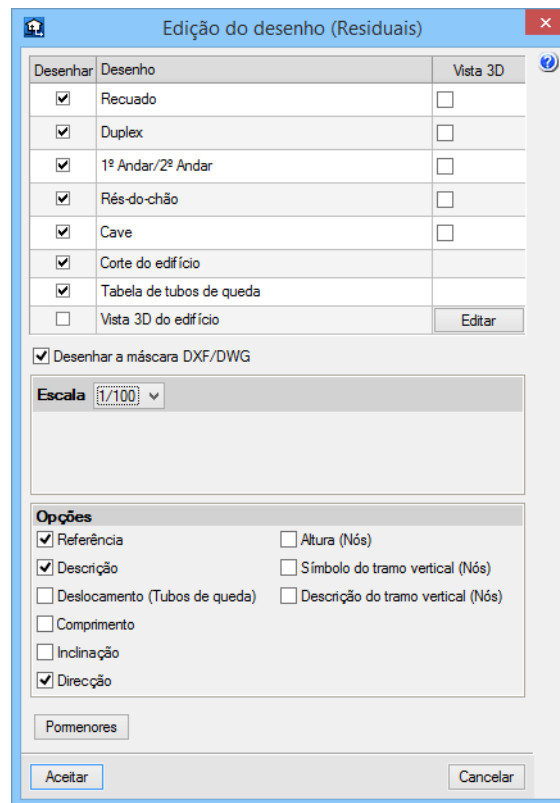 Edição do desenho (Residuais)
Desenhar Desenho Vista 3D
Recuado
Duplex
1º Andar/2º Andar
Rés-do-chão
Cave
Corte do edifício
Tabela de tubos de queda
Vista 3D do edifício Editar
Desenhar a máscara DXF/DWG
Escala 1/100
Opções
Referência Altura (Nós)
Descrição Símbolo do tramo vertical (Nós)
Deslocamento (Tubos de queda) Descrição do tramo vertical (Nós)
Comprimento
Inclinação
Direcção
Pormenores
Aceitar Cancelar